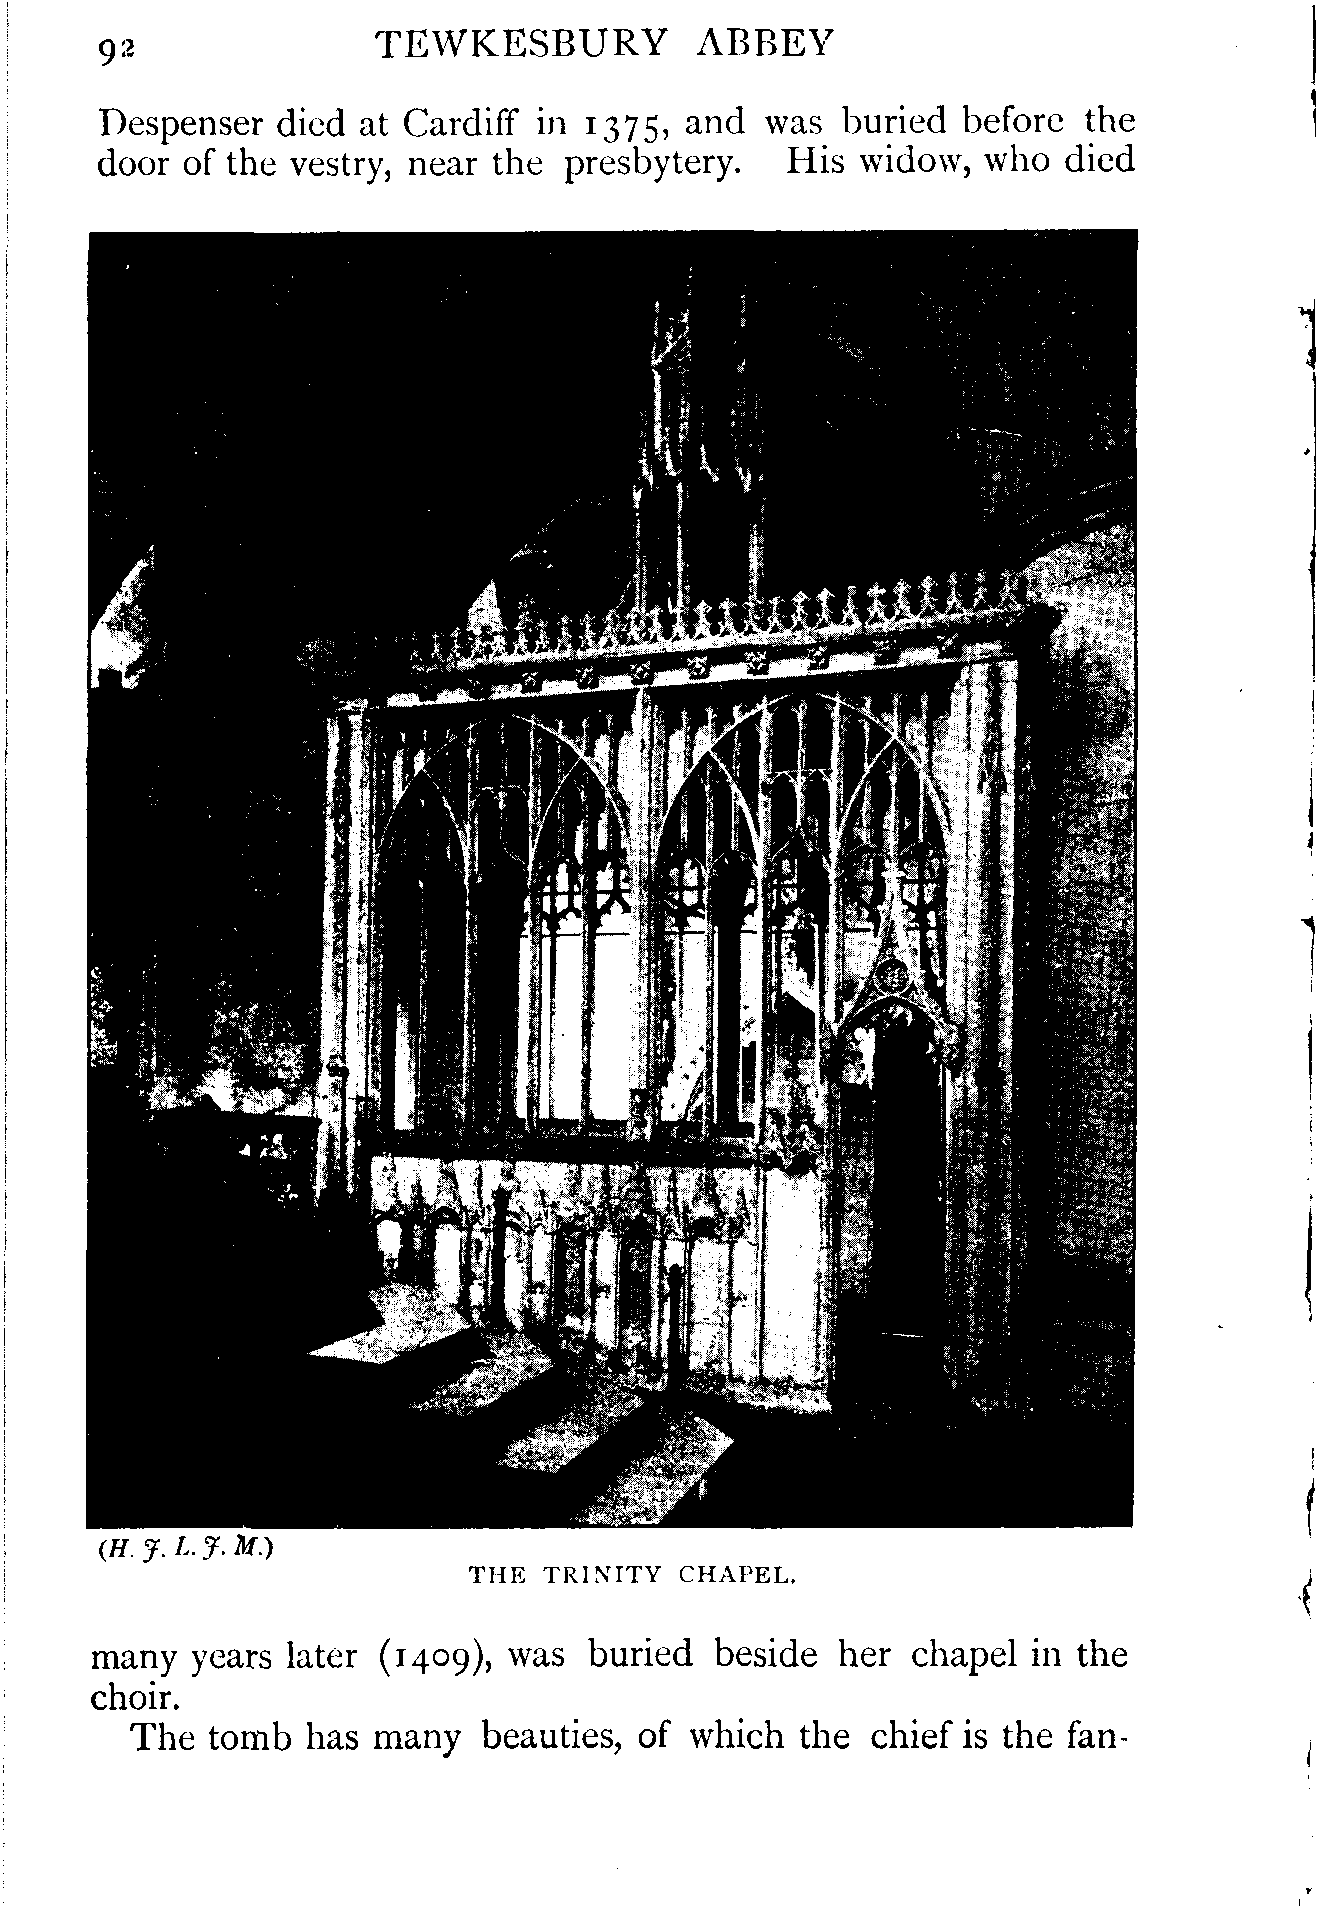 92 TEWKESBURY ABBEY
Despenser died at Cardiff in 1375, and was buried before the
door of the vestry, near the presbytery. His widow, who died
(H. J. L. J. M.)
THE TRINITY CHAPEL.
many years later (1409), was buried beside her chapel in the
choir.
The tomb has many beauties, of which the chief is the fan-